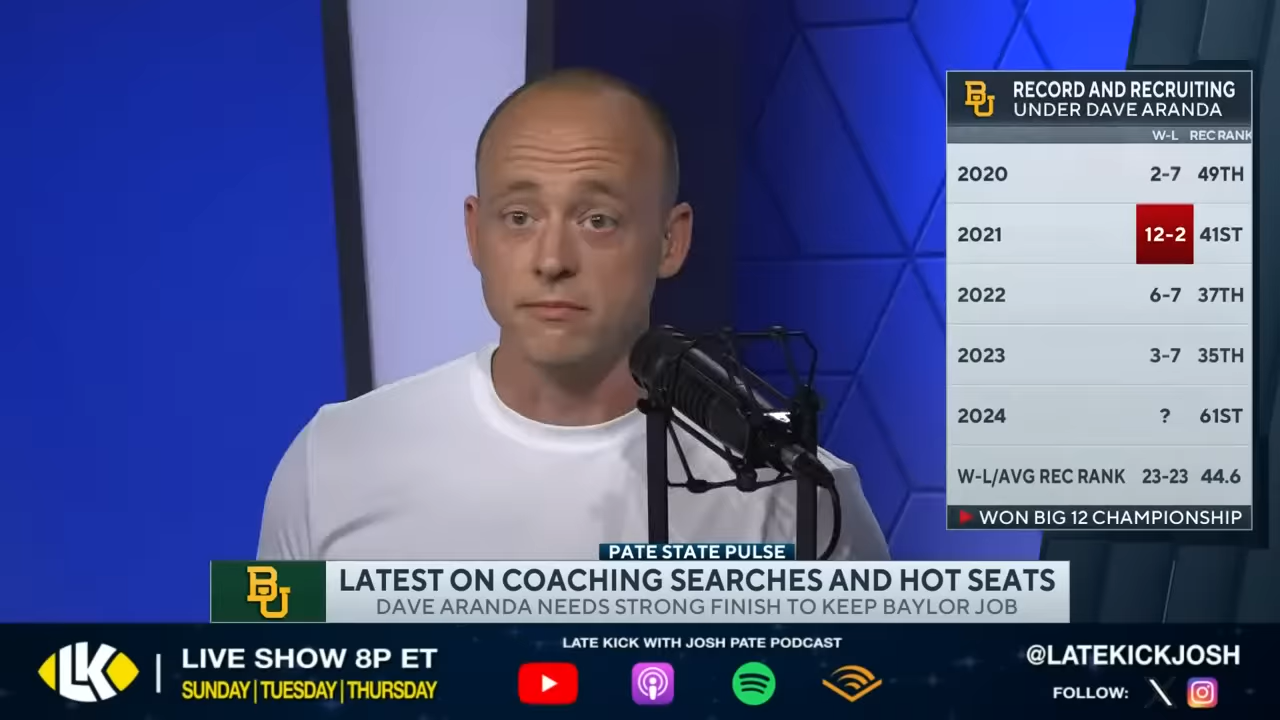 BU
RECORD AND RECRUITING
UNDER DAVE ARANDA
W-L REC RANK
2020 2-7 49TH
2021 12-2 41ST
2022 6-7 37TH
2023 3-7 35TH
2024 ? 61ST
W-L/AVG REC RANK 23-23 44.6
WON BIG 12 CHAMPIONSHIP
PATE STATE PULSE
BU
LATEST ON COACHING SEARCHES AND HOT SEATS
DAVE ARANDA NEEDS STRONG FINISH TO KEEP BAYLOR JOB
LK
LIVE SHOW 8P ET
SUNDAY|TUESDAY|THURSDAY
LATE KICK WITH JOSH PATE PODCAST
@LATEKICKJOSH
FOLLOW: